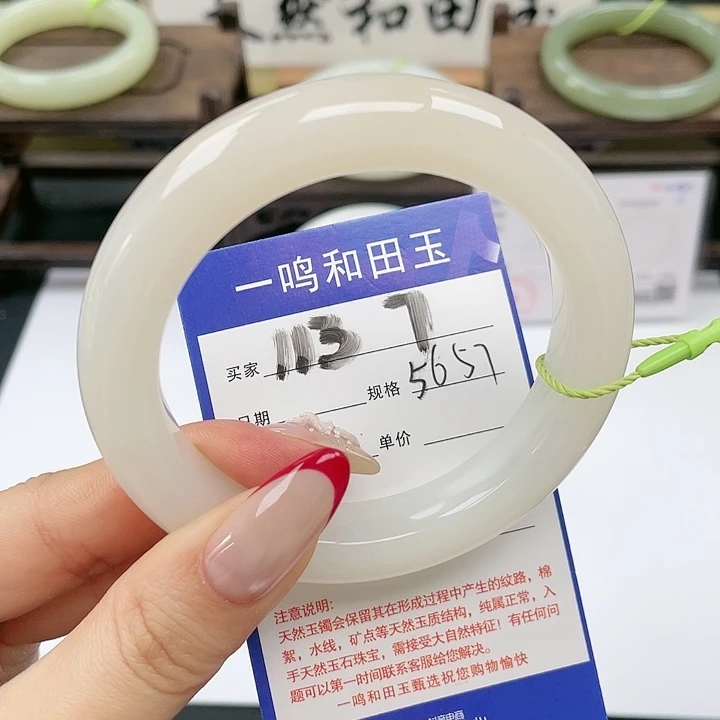 天然和田玉
一鸣和田玉
买家 113 7
日期 规格 5657
单价
注意说明：
天然玉镯会保留其在形成过程中产生的纹路，棉
絮，水线，矿点等天然玉质结构，纯属正常，入
手天然玉石珠宝，需接受大自然特征！有任何问
题可以第一时间联系客服给您解决。
一鸣和田玉甄选祝您购物愉快